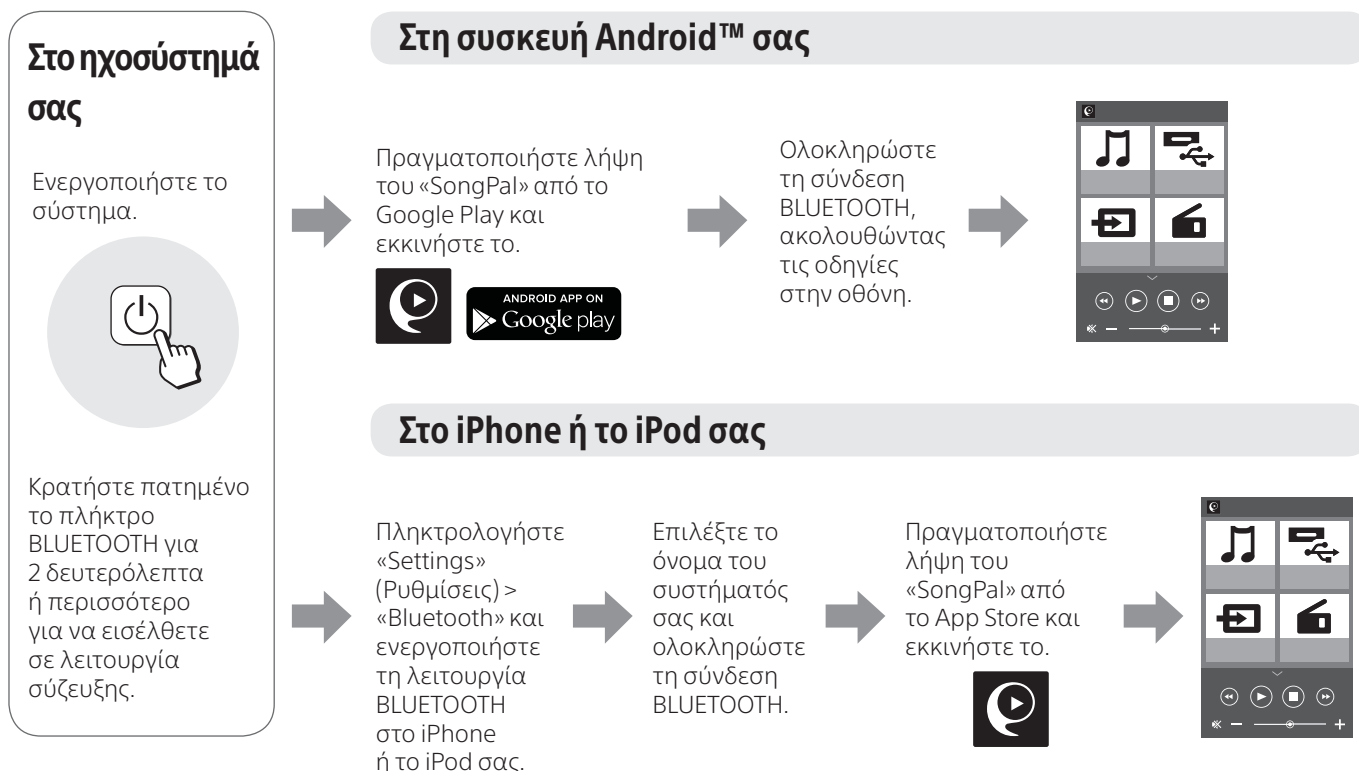 Στο ηχοσύστημά
σας
Ενεργοποιήστε το
σύστημα.
Κρατήστε πατημένο
το πλήκτρο
BLUETOOTH για
2 δευτερόλεπτα
ή περισσότερο
για να εισέλθετε
σε λειτουργία
σύζευξης.
Στη συσκευή Android™ σας
Πραγματοποιήστε λήψη
του «SongPal» από το
Google Play και
εκκινήστε το.
ANDROID APP ON
Google play
Ολοκληρώστε
τη σύνδεση
BLUETOOTH,
ακολουθώντας
τις οδηγίες
στην οθόνη.
Στο iPhone ή το iPod σας
Πληκτρολογήστε
«Settings»
(Ρυθμίσεις) >
«Bluetooth» και
ενεργοποιήστε
τη λειτουργία
BLUETOOTH
στο iPhone
ή το iPod σας.
Επιλέξτε το
όνομα του
συστήματός
σας και
ολοκληρώστε
τη σύνδεση
BLUETOOTH.
Πραγματοποιήστε
λήψη του
«SongPal» από
το App Store και
εκκινήστε το.